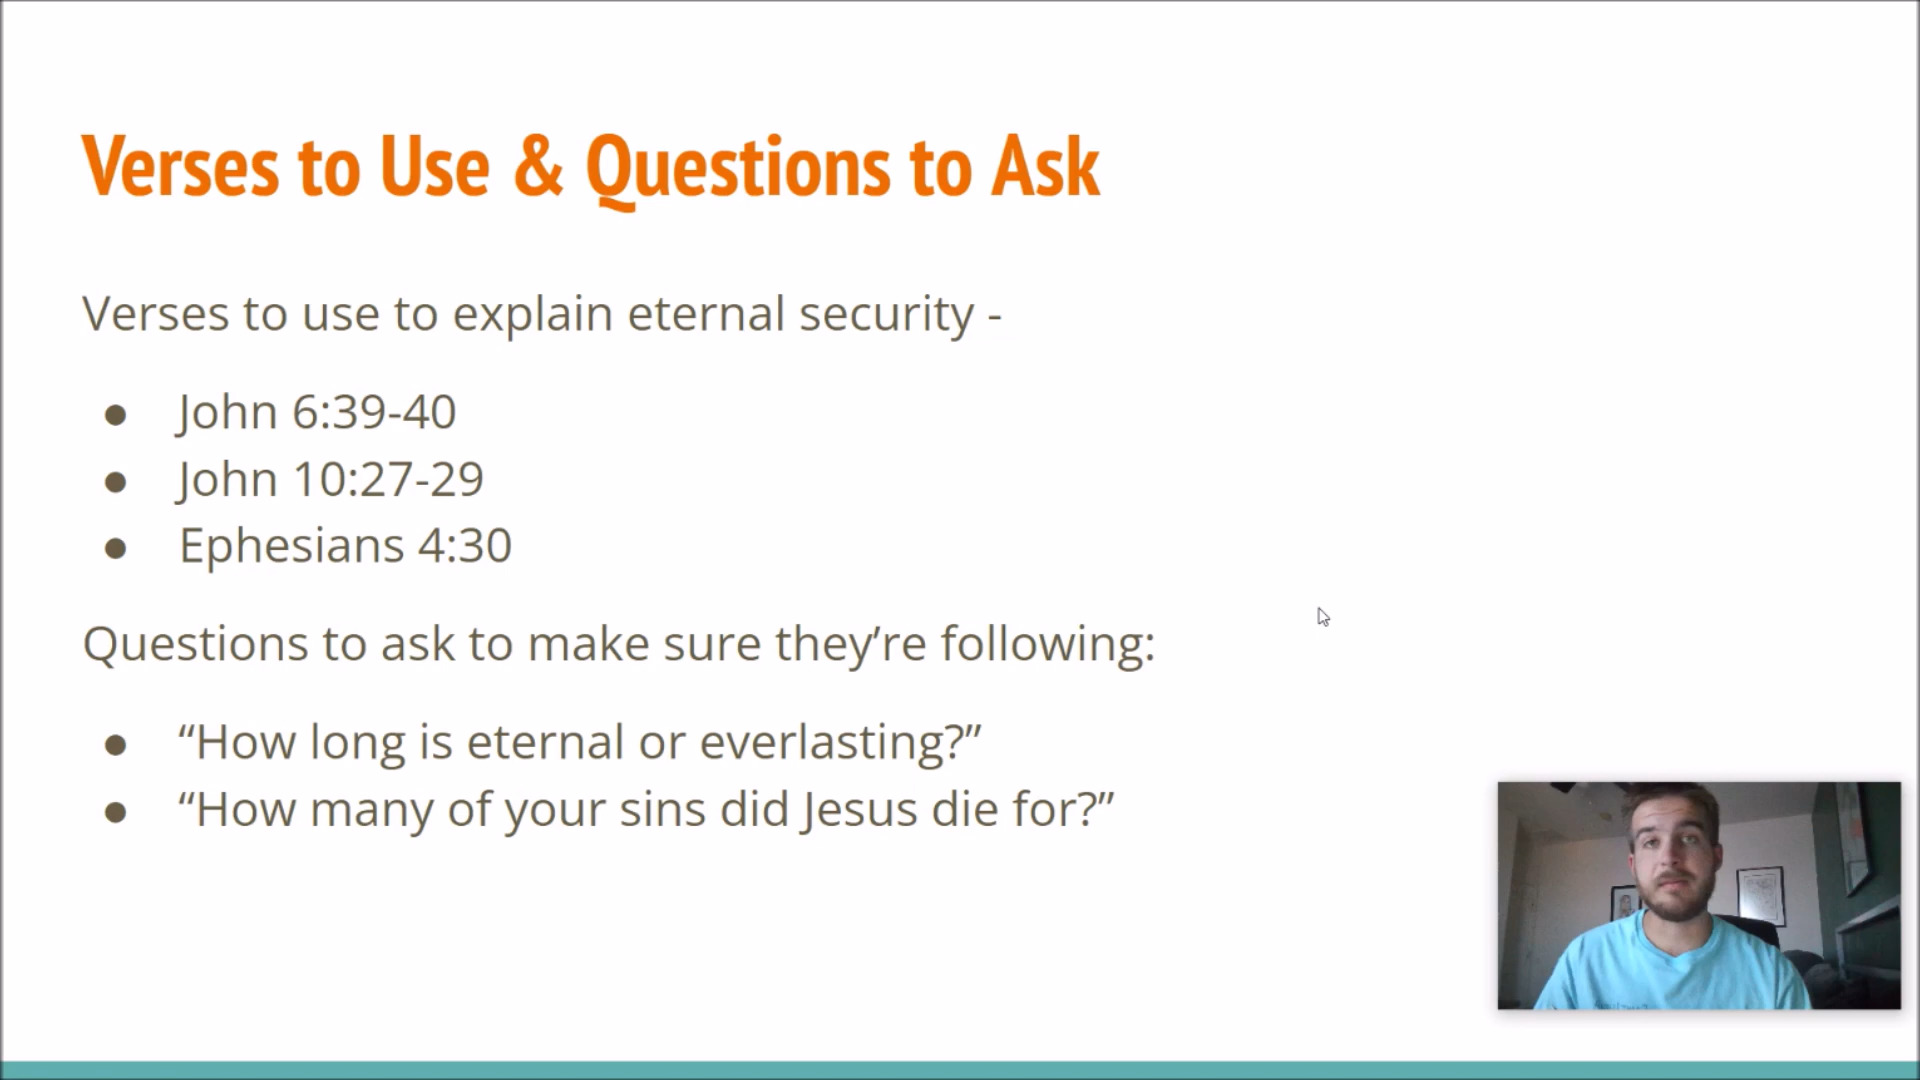 Verses to Use & Questions to Ask
Verses to use to explain eternal security -
● John 6:39-40
● John 10:27-29
● Ephesians 4:30
Questions to ask to make sure they’re following:
● “How long is eternal or everlasting?”
● “How many of your sins did Jesus die for?”